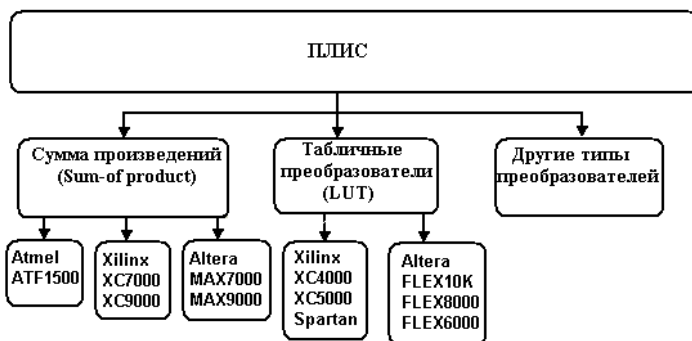 ПЛИС
Сумма произведений
(Sum-of product)
Табличные
преобразователи
(LUT)
Другие типы
преобразователей
Atmel
ATF1500
Xilinx
XC7000
XC9000
Altera
MAX7000
MAX9000
Xilinx
XC4000
XC5000
Spartan
Altera
FLEX10K
FLEX8000
FLEX6000